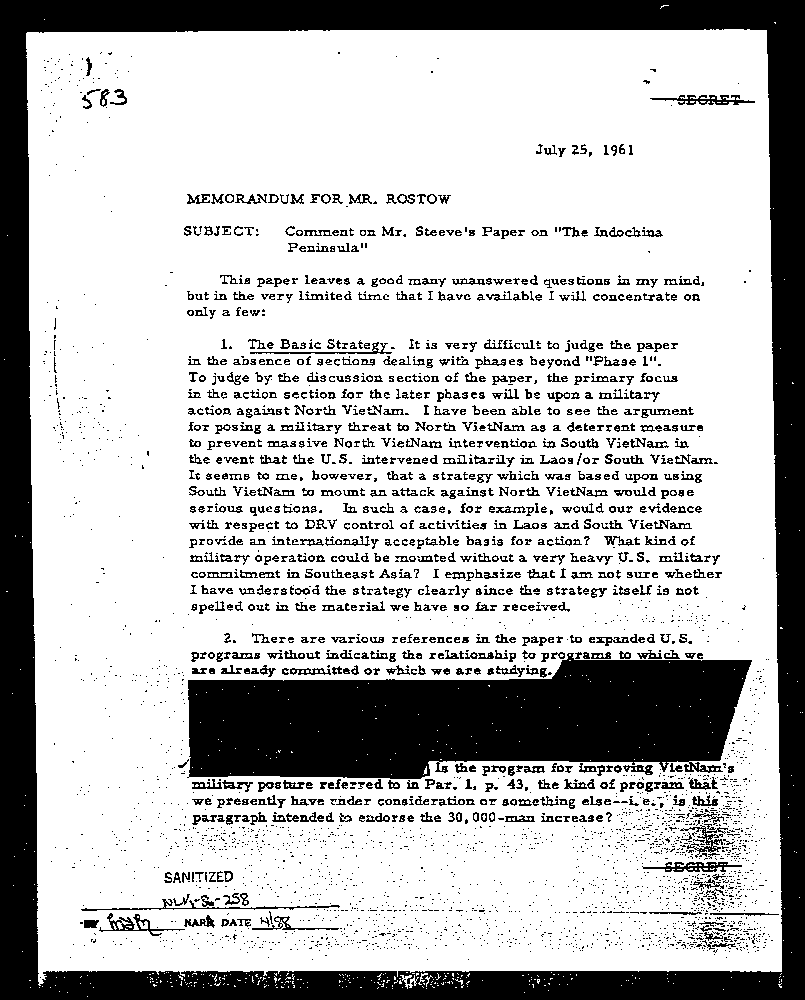 1
583
SECRET
July 25, 1961
MEMORANDUM FOR MR. ROSTOW
SUBJECT: Comment on Mr. Steeve's Paper on "The Indochina
Peninsula"
This paper leaves a good many unanswered questions in my mind,
but in the very limited time that I have available I will concentrate on
only a few:
1. The Basic Strategy. It is very difficult to judge the paper
in the absence of sections dealing with phases beyond "Phase 1".
To judge by the discussion section of the paper, the primary focus
in the action section for the later phases will be upon a military
action against North VietNam. I have been able to see the argument
for posing a military threat to North VietNam as a deterrent measure
to prevent massive North VietNam intervention in South VietNam in
the event that the U.S. intervened militarily in Laos/or South VietNam.
It seems to me, however, that a strategy which was based upon using
South VietNam to mount an attack against North VietNam would pose
serious questions. In such a case, for example, would our evidence
with respect to DRV control of activities in Laos and South VietNam
provide an internationally acceptable basis for action? What kind of
military operation could be mounted without a very heavy U.S. military
commitment in Southeast Asia? I emphasize that I am not sure whether
I have understood the strategy clearly since the strategy itself is not
spelled out in the material we have so far received.
2. There are various references in the paper to expanded U.S.
programs without indicating the relationship to programs to which we
are already committed or which we are studying.
Is the program for improving VietNam's
military posture referred to in Par. 1, p. 43, the kind of program that
we presently have under consideration or something else--i.e., is this
paragraph intended to endorse the 30,000-man increase?
SECRET
SANITIZED
NARA DATE 4/88